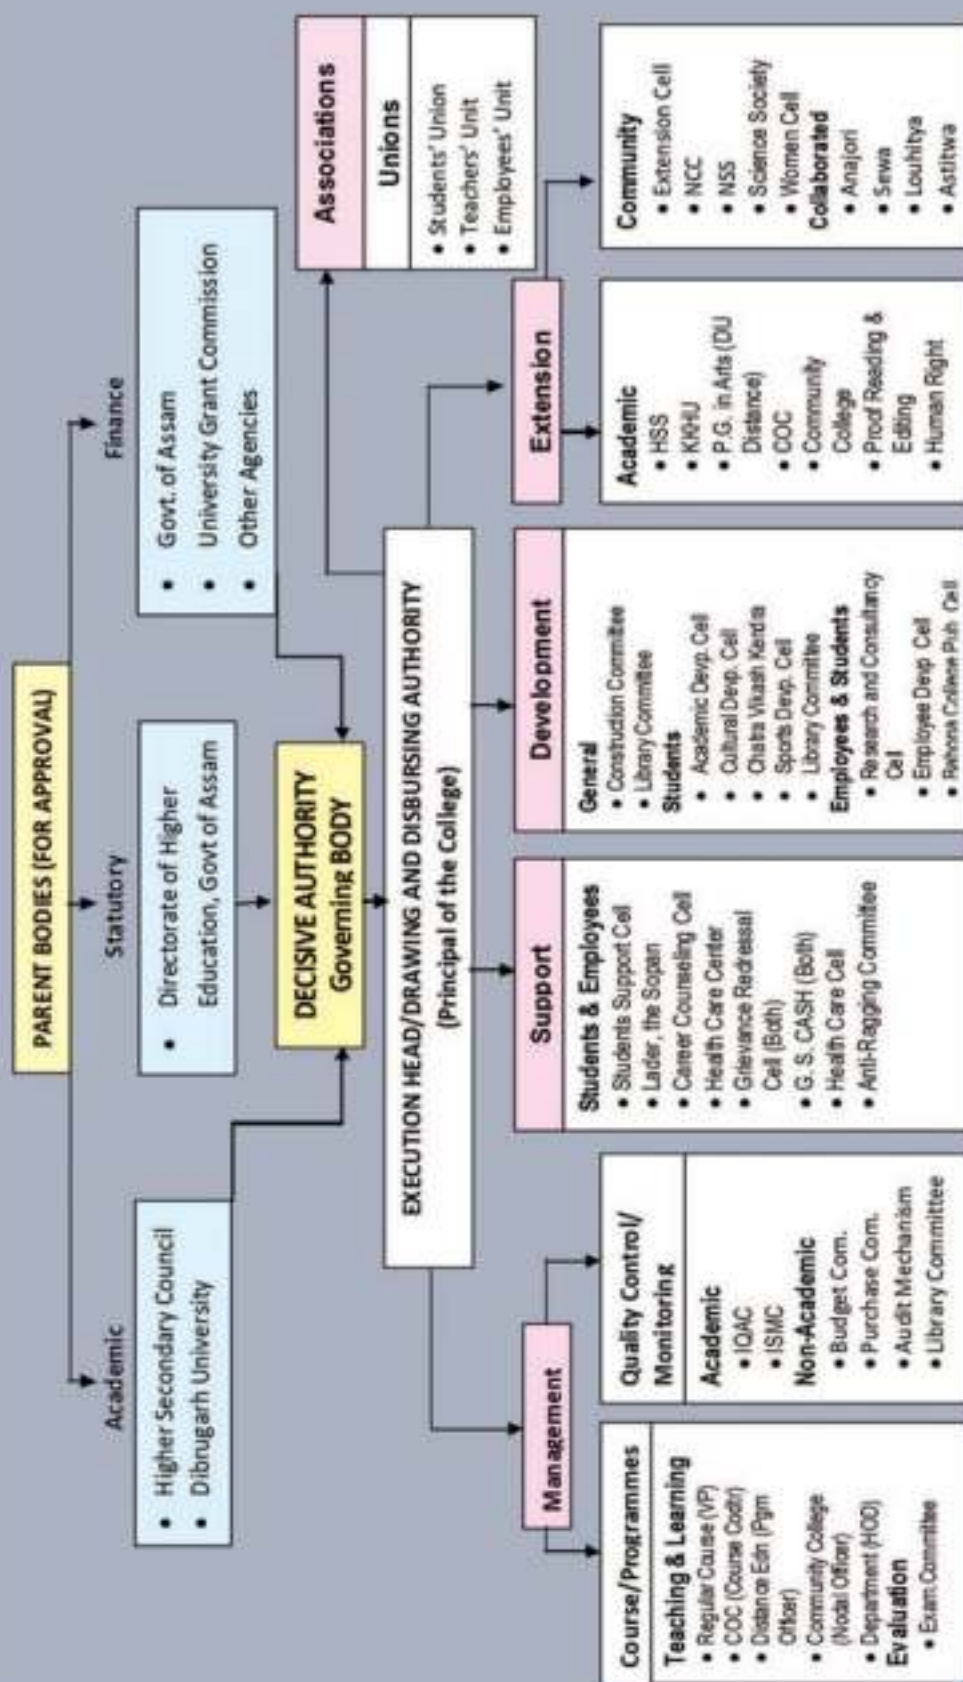 PARENT BODIES (FOR APPROVAL)
Academic
Statutory
Finance
• Higher Secondary Council
• Dibrugarh University
• Directorate of Higher
Education, Govt of Assam
• Govt. of Assam
• University Grant Commission
• Other Agencies
DECISIVE AUTHORITY
Governing BODY
EXECUTION HEAD/DRAWING AND DISBURSING AUTHORITY
(Principal of the College)
Associations
Unions
• Students' Union
• Teachers' Unit
• Employees' Unit
Management
Course/Programmes
Teaching & Learning
• Regular Course (VP)
• COC (Course Codtr)
• Distance Edn (Pgm
Officer)
• Community College
(Nodal Officer)
• Department (HOD)
Evaluation
• Exam Committee
Quality Control/
Monitoring
Academic
• IQAC
• ISMC
Non-Academic
• Budget Com.
• Purchase Com.
• Audit Mechanism
• Library Committee
Support
Students & Employees
• Students Support Cell
• Lader, the Sopan
• Career Counseling Cell
• Health Care Center
• Grievance Redressal
Cell (Both)
• G. S. CASH (Both)
• Health Care Cell
• Anti-Ragging Committee
Development
General
• Construction Committee
• Library Committee
Students
• Academic Devp. Cell
• Cultural Devp. Cell
• Chatra Vikash Kendra
• Sports Devp. Cell
• Library Committee
Employees & Students
• Research and Consultancy
Cell
• Employee Devp. Cell
• College Pub. Cell
Extension
Academic
• HSS
• KKHU
• P.G. in Arts (DU
Distance)
• COC
• Community
College
• Proof Reading &
Editing
• Human Right
Community
• Extension Cell
• NCC
• NSS
• Science Society
• Women Cell
Collaborated
• Anajori
• Sewa
• Louhitya
• Astitwa